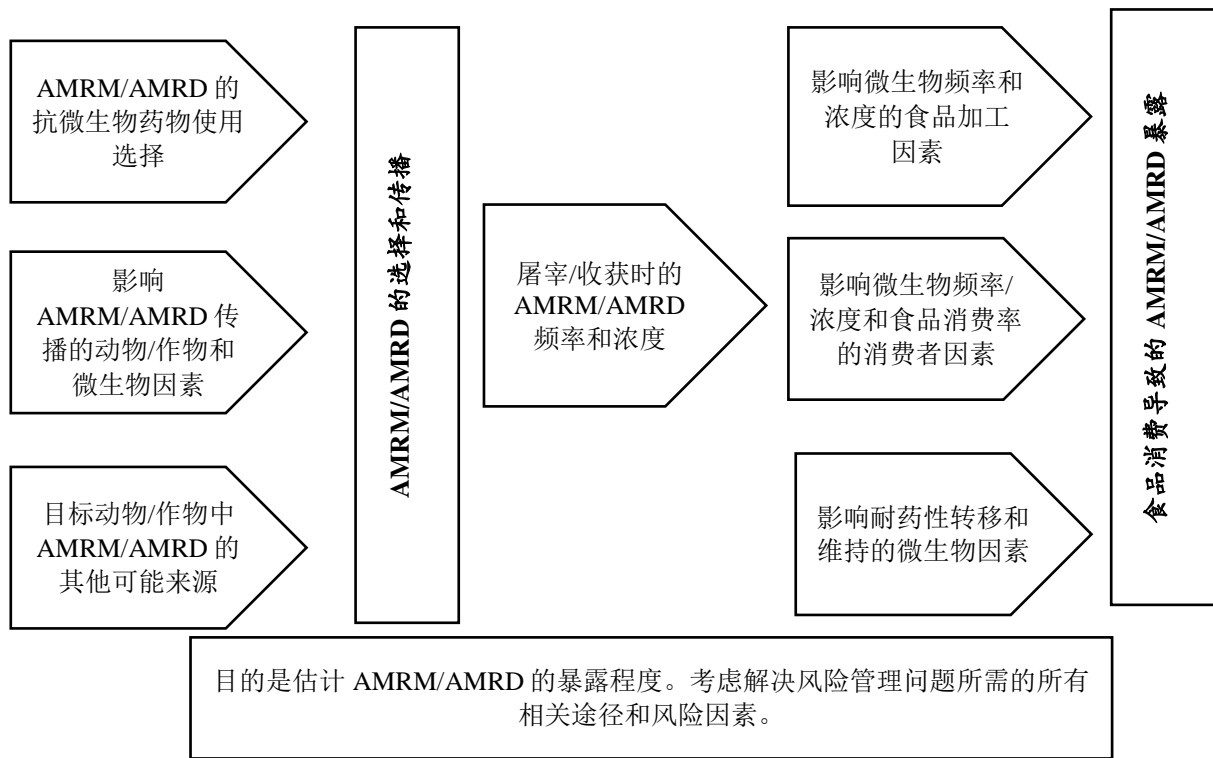 AMRM/AMRD 的
抗微生物药物使用
选择
影响
AMRM/AMRD 传
播的动物/作物和
微生物因素
目标动物/作物中
AMRM/AMRD 的
其他可能来源
AMRM/AMRD 的选择和传播
屠宰/收获时的
AMRM/AMRD
频率和浓度
影响微生物频率和
浓度的食品加工
因素
影响微生物频率/
浓度和食品消费率
的消费者因素
影响耐药性转移和
维持的微生物因素
食品消费导致的 AMRM/AMRD 暴露
目的是估计 AMRM/AMRD 的暴露程度。考虑解决风险管理问题所需的所有
相关途径和风险因素。